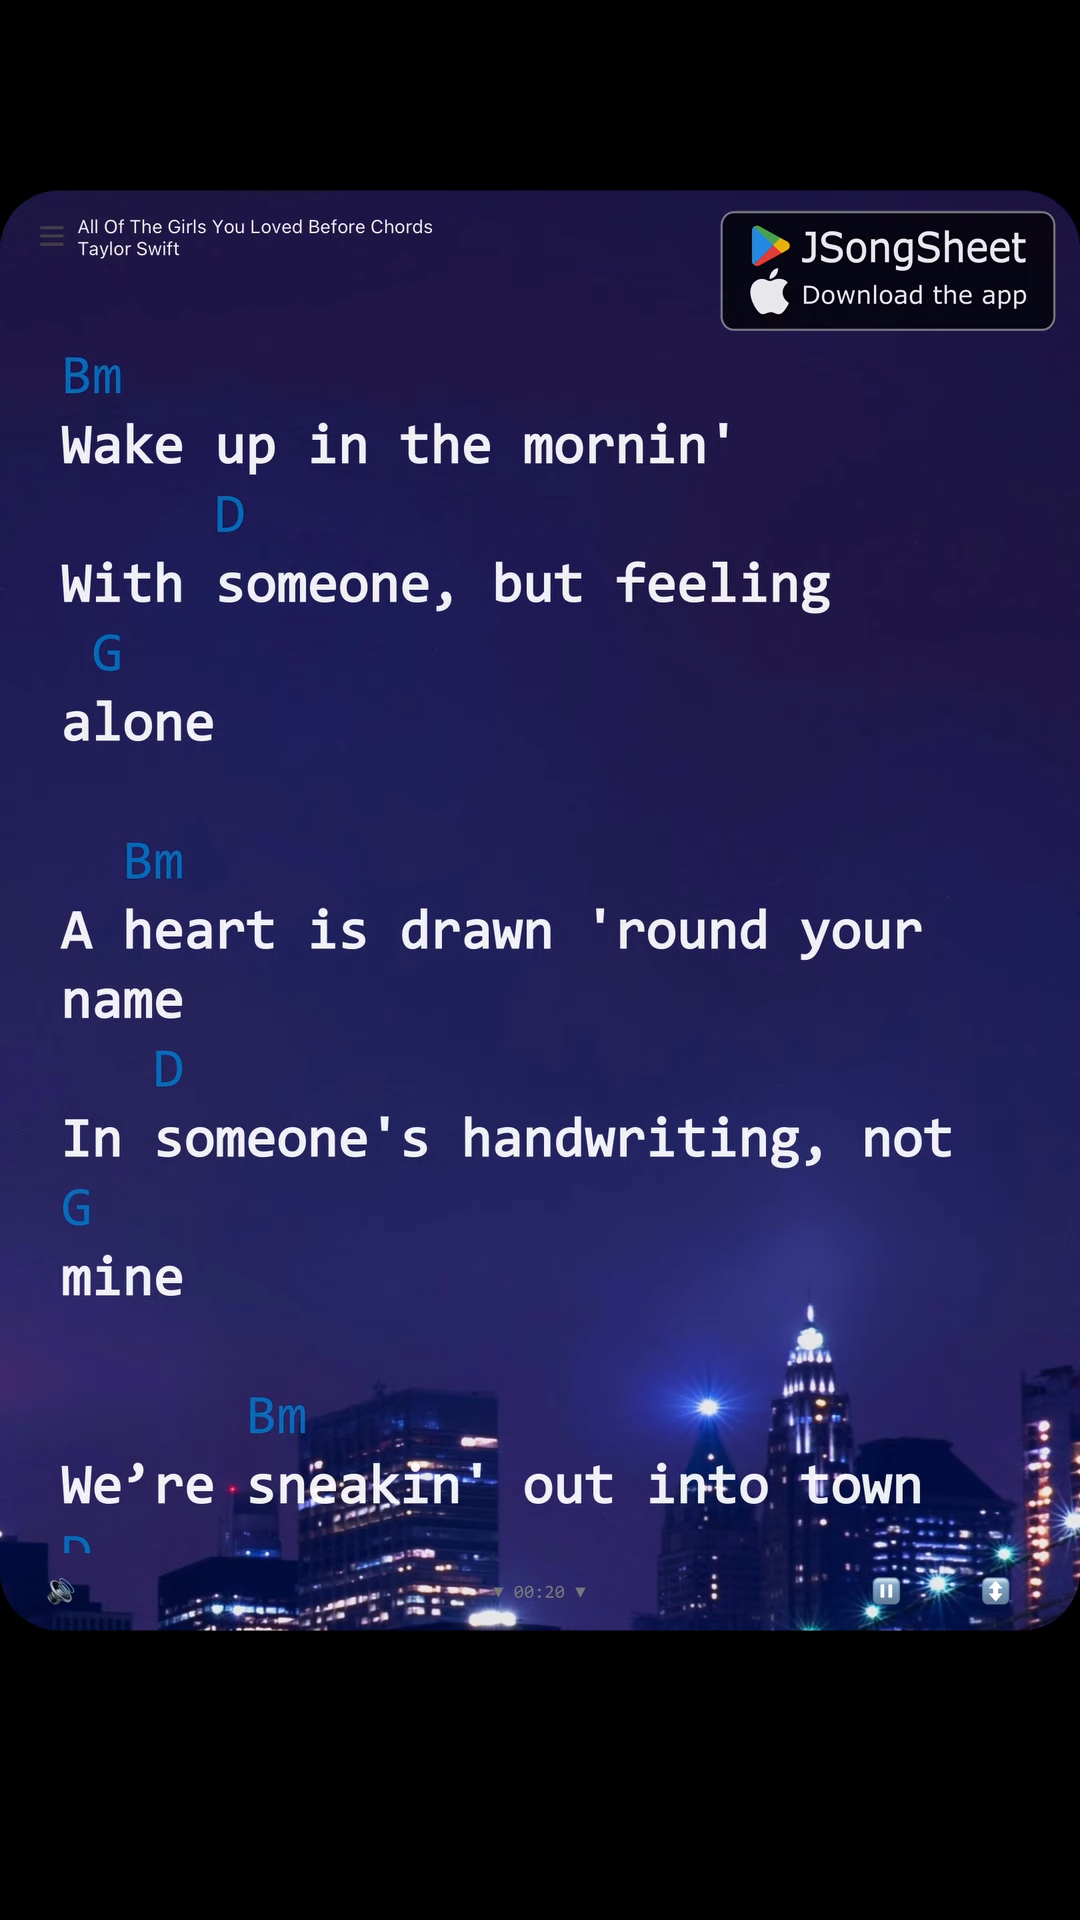 All Of The Girls You Loved Before Chords
Taylor Swift
JSongSheet
Download the app
Bm
Wake up in the mornin'
D
With someone, but feeling
G
alone
Bm
A heart is drawn 'round your
name
D
In someone's handwriting, not
G
mine
Bm
We’re sneakin' out into town
D
▼ 00:20 ▼